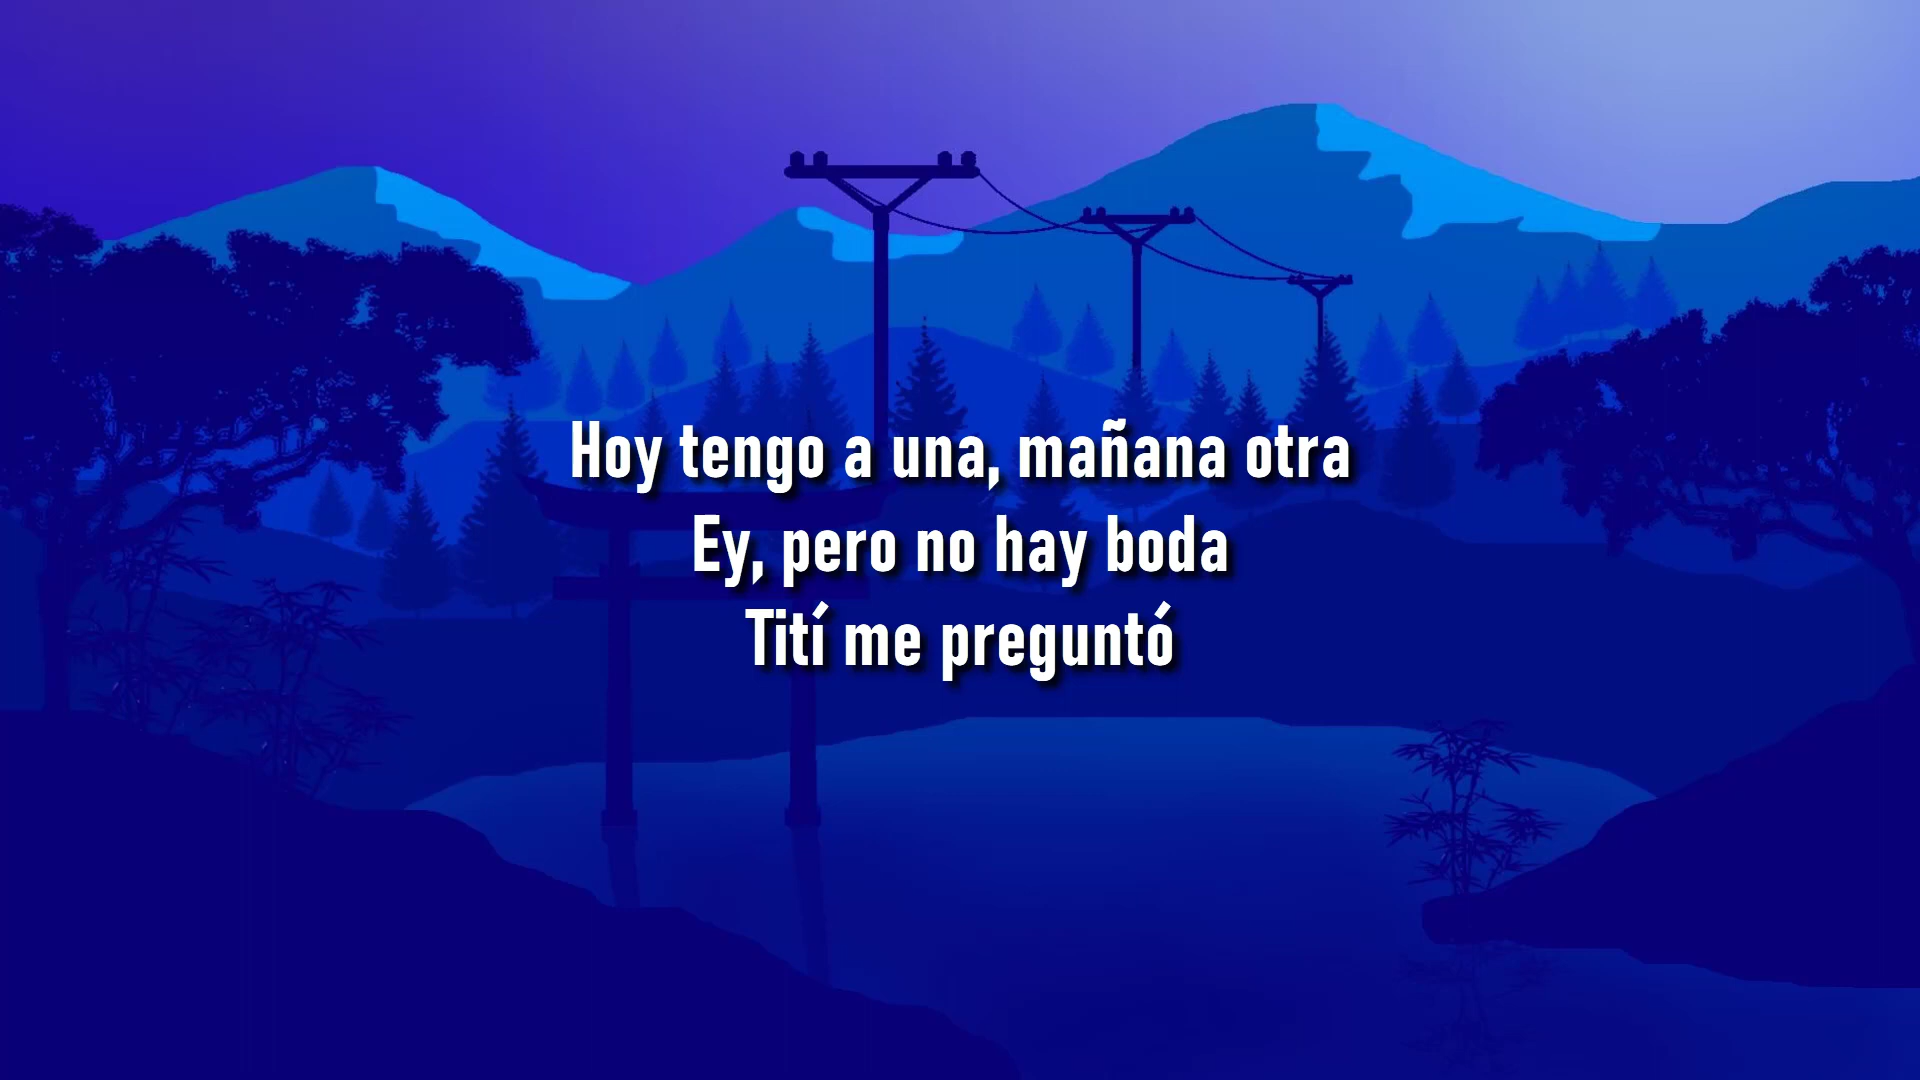 Hoy tengo a una, mañana otra
Ey, pero no hay boda
Tití me preguntó